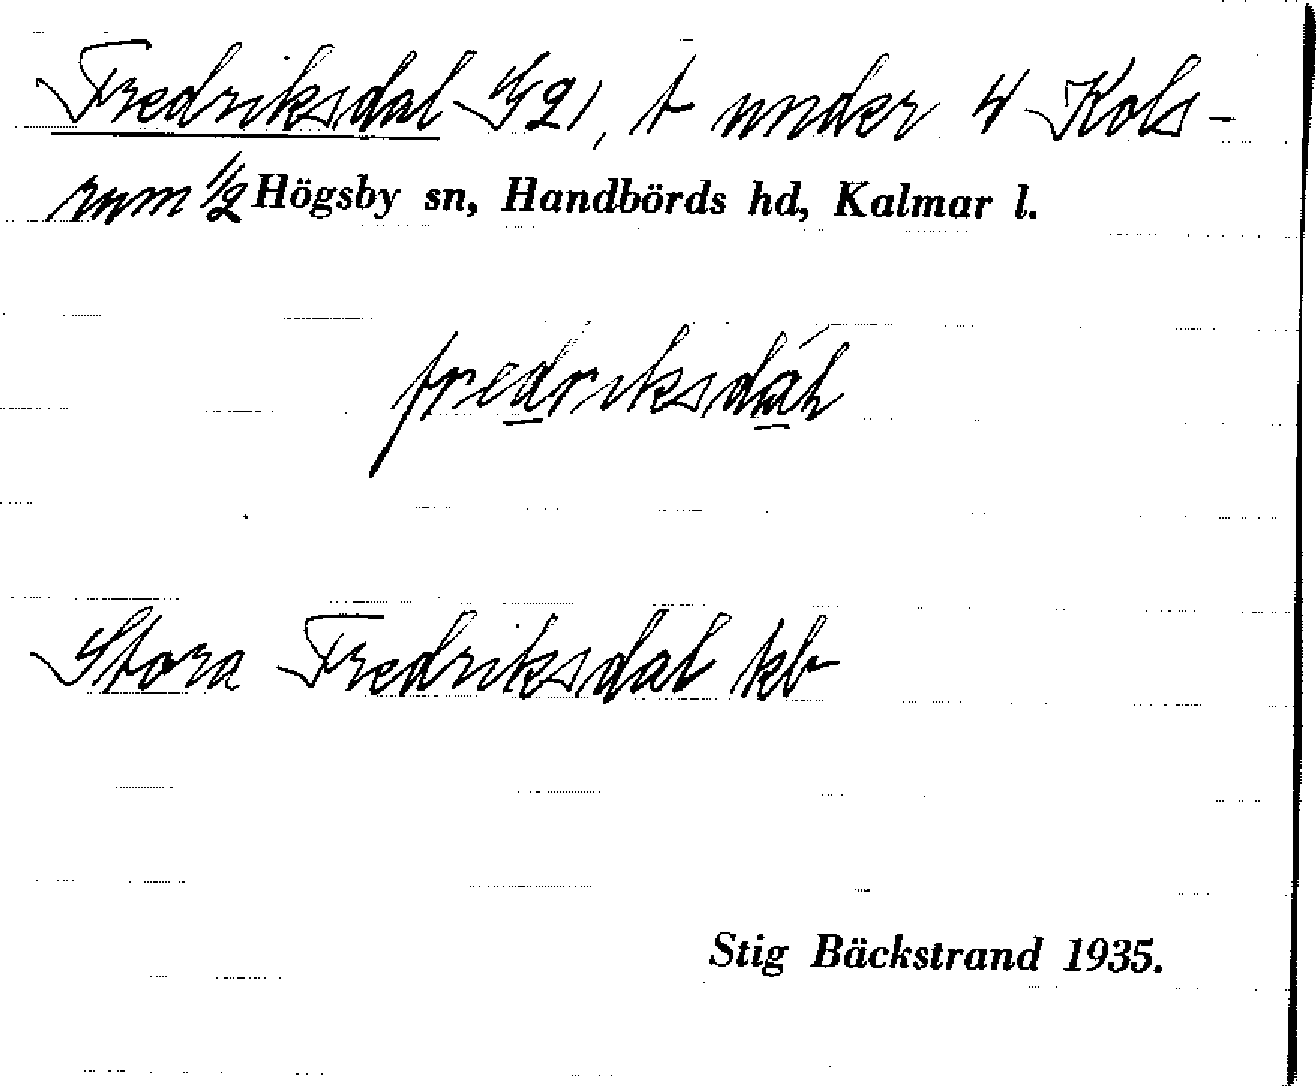 Fredriksdal 1/21, t under 4 Kols-
rum 1/2 Högsby sn, Handbörds hd, Kalmar l.
fredriksdal
Stora Fredriksdal kb
Stig Bäckstrand 1935.